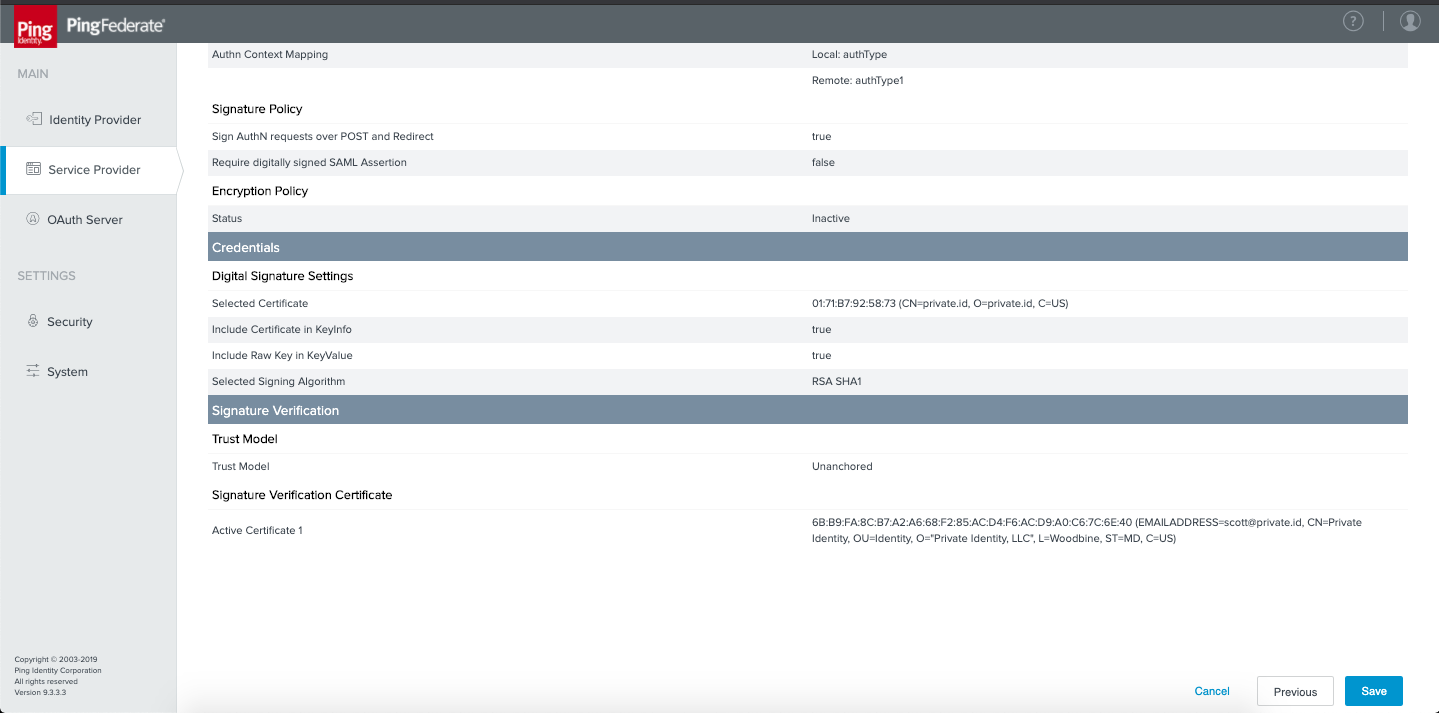 Ping
Identity.
PingFederate®
?
MAIN
Identity Provider
Service Provider
OAuth Server
SETTINGS
Security
System
Copyright © 2003-2019
Ping Identity Corporation
All rights reserved
Version 9.3.3.3
Authn Context Mapping Local: authType
Remote: authType1
Signature Policy
Sign AuthN requests over POST and Redirect true
Require digitally signed SAML Assertion false
Encryption Policy
Status Inactive
Credentials
Digital Signature Settings
Selected Certificate 01:71:B7:92:58:73 (CN=private.id, O=private.id, C=US)
Include Certificate in KeyInfo true
Include Raw Key in KeyValue true
Selected Signing Algorithm RSA SHA1
Signature Verification
Trust Model
Trust Model Unanchored
Signature Verification Certificate
Active Certificate 1 6B:B9:FA:8C:B7:A2:A6:68:F2:85:AC:D4:F6:AC:D9:A0:C6:7C:6E:40 (EMAILADDRESS=scott@private.id, CN=Private
Identity, OU=Identity, O="Private Identity, LLC", L=Woodbine, ST=MD, C=US)
Cancel Previous Save